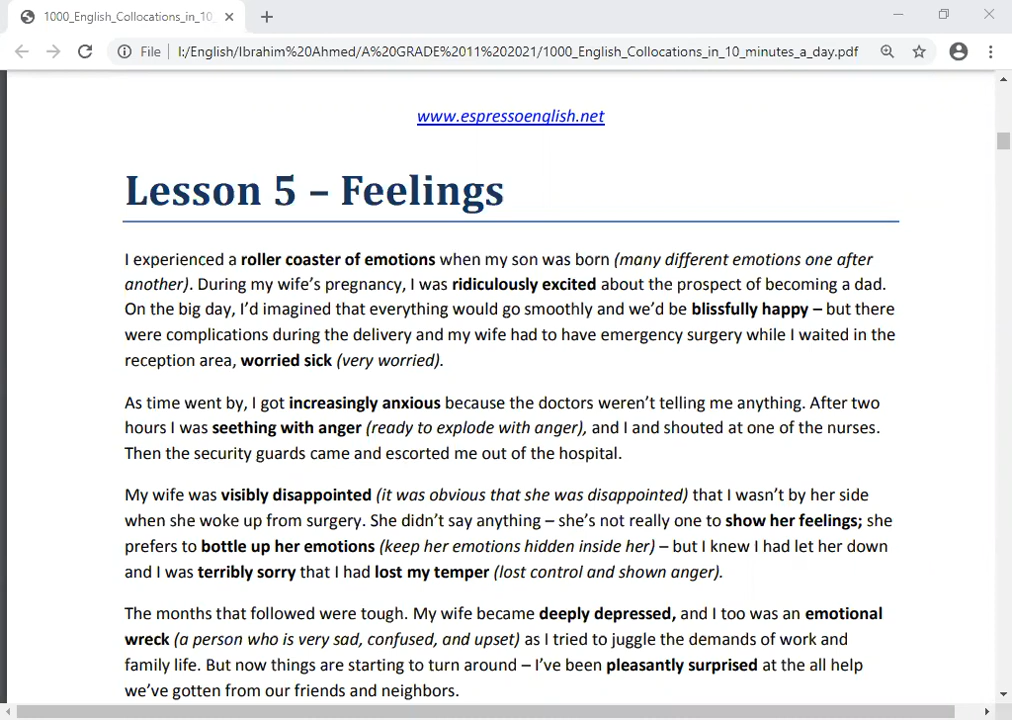 1000_English_Collocations_in_10_
File
I:/English/Ibrahim%20Ahmed/A%20GRADE%2011%202021/1000_English_Collocations_in_10_minutes_a_day.pdf
www.espressoenglish.net
Lesson 5 – Feelings
I experienced a roller coaster of emotions when my son was born (many different emotions one after
another). During my wife’s pregnancy, I was ridiculously excited about the prospect of becoming a dad.
On the big day, I’d imagined that everything would go smoothly and we’d be blissfully happy – but there
were complications during the delivery and my wife had to have emergency surgery while I waited in the
reception area, worried sick (very worried).
As time went by, I got increasingly anxious because the doctors weren’t telling me anything. After two
hours I was seething with anger (ready to explode with anger), and I and shouted at one of the nurses.
Then the security guards came and escorted me out of the hospital.
My wife was visibly disappointed (it was obvious that she was disappointed) that I wasn’t by her side
when she woke up from surgery. She didn’t say anything – she’s not really one to show her feelings; she
prefers to bottle up her emotions (keep her emotions hidden inside her) – but I knew I had let her down
and I was terribly sorry that I had lost my temper (lost control and shown anger).
The months that followed were tough. My wife became deeply depressed, and I too was an emotional
wreck (a person who is very sad, confused, and upset) as I tried to juggle the demands of work and
family life. But now things are starting to turn around – I’ve been pleasantly surprised at the all help
we’ve gotten from our friends and neighbors.